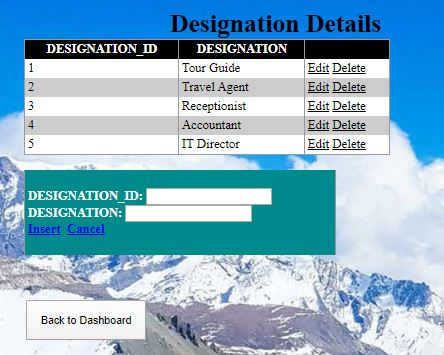 Designation Details
DESIGNATION_ID DESIGNATION
1 Tour Guide Edit Delete
2 Travel Agent Edit Delete
3 Receptionist Edit Delete
4 Accountant Edit Delete
5 IT Director Edit Delete
DESIGNATION_ID:
DESIGNATION:
Insert Cancel
Back to Dashboard